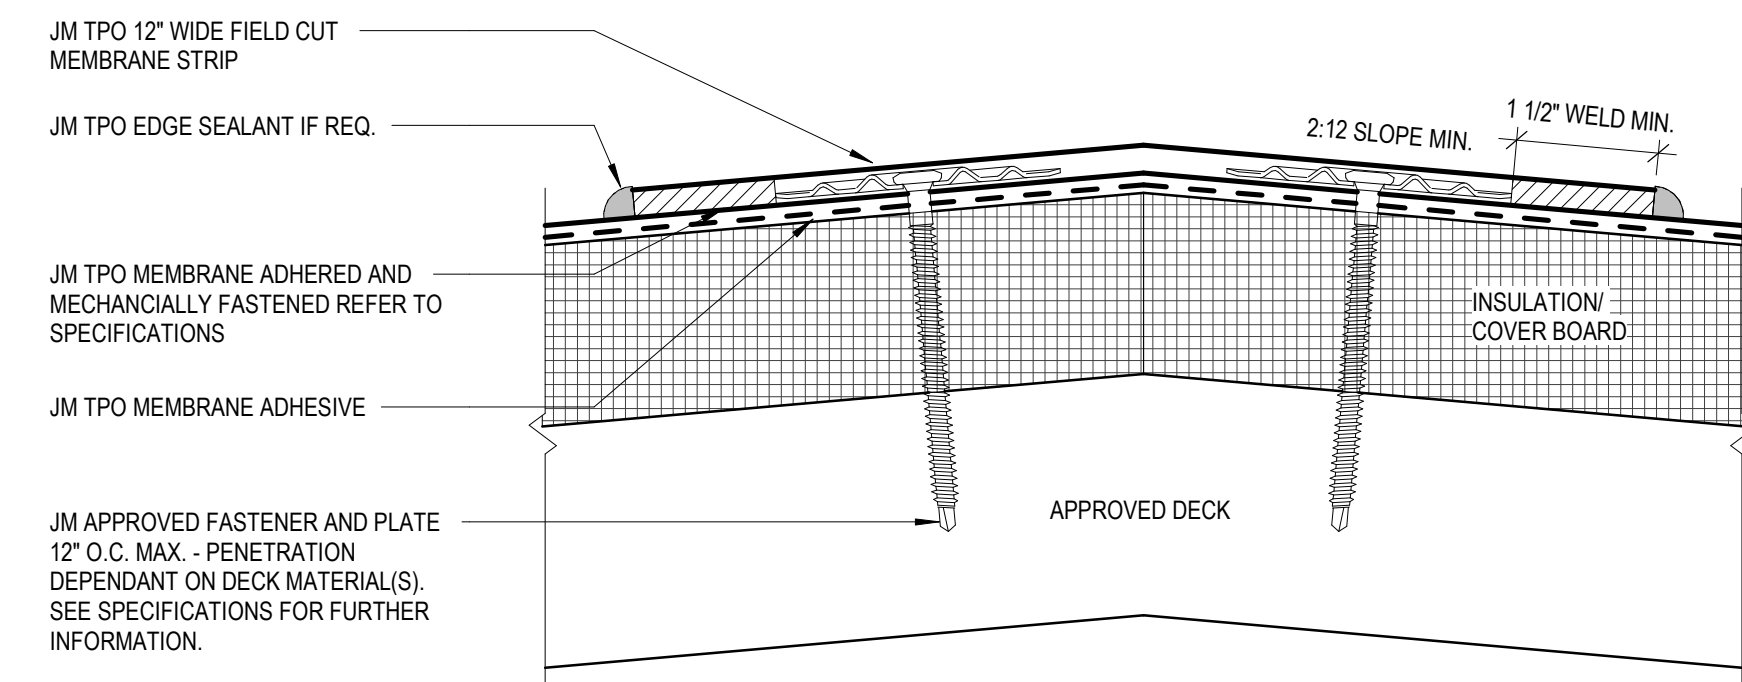 JM TPO 12" WIDE FIELD CUT
MEMBRANE STRIP
JM TPO EDGE SEALANT IF REQ.
2:12 SLOPE MIN.
1 1/2" WELD MIN.
JM TPO MEMBRANE ADHERED AND
MECHANCIALLY FASTENED REFER TO
SPECIFICATIONS
INSULATION/
COVER BOARD
JM TPO MEMBRANE ADHESIVE
JM APPROVED FASTENER AND PLATE
12" O.C. MAX. - PENETRATION
DEPENDANT ON DECK MATERIAL(S).
SEE SPECIFICATIONS FOR FURTHER
INFORMATION.
APPROVED DECK